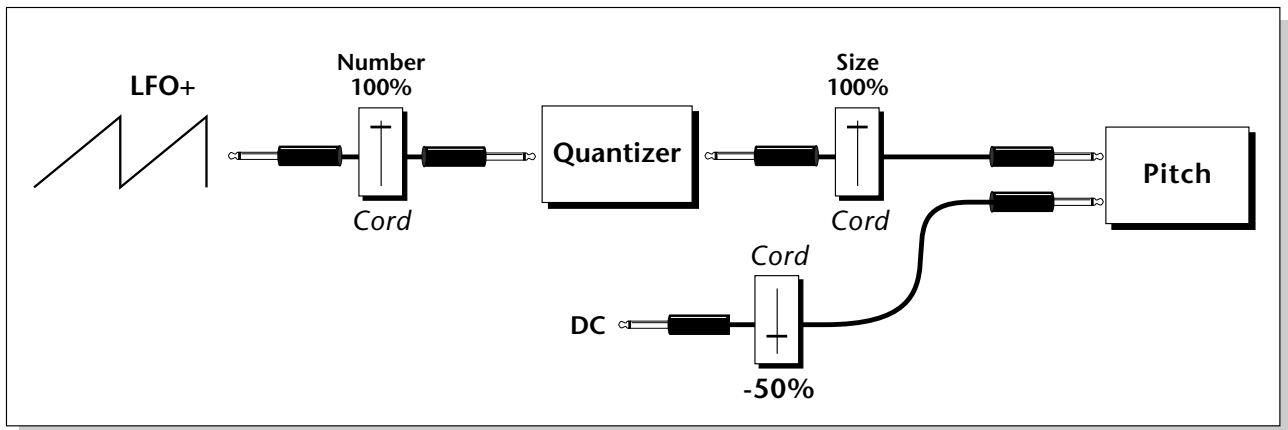 LFO+
Number
100%
Cord
Quantizer
Size
100%
Cord
Pitch
DC
Cord
-50%